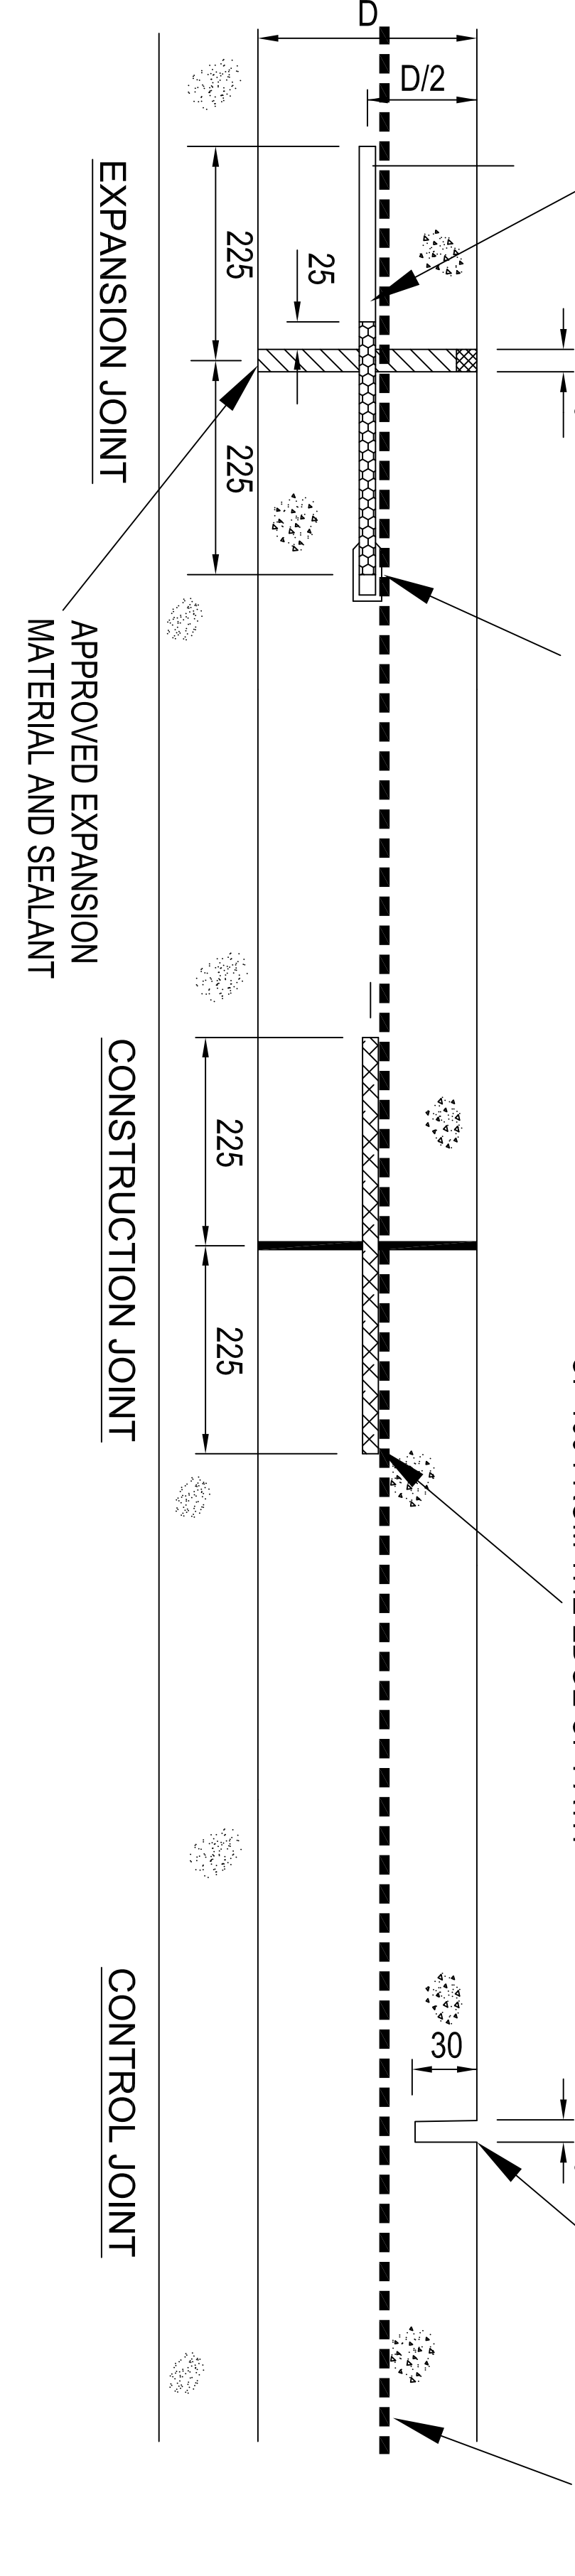 D
D/2
225
25
225
EXPANSION JOINT
APPROVED EXPANSION
MATERIAL AND SEALANT
225
225
CONSTRUCTION JOINT
30
CONTROL JOINT